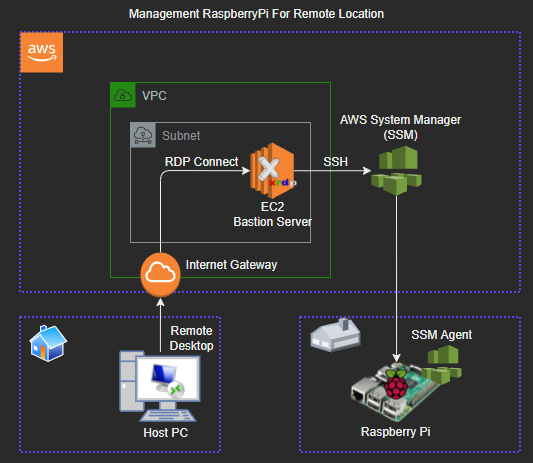 Management RaspberryPi For Remote Location
aws
VPC
Subnet
RDP Connect
SSH
AWS System Manager
(SSM)
xrdp
EC2
Bastion Server
Internet Gateway
Remote
Desktop
SSM Agent
Host PC
Raspberry Pi